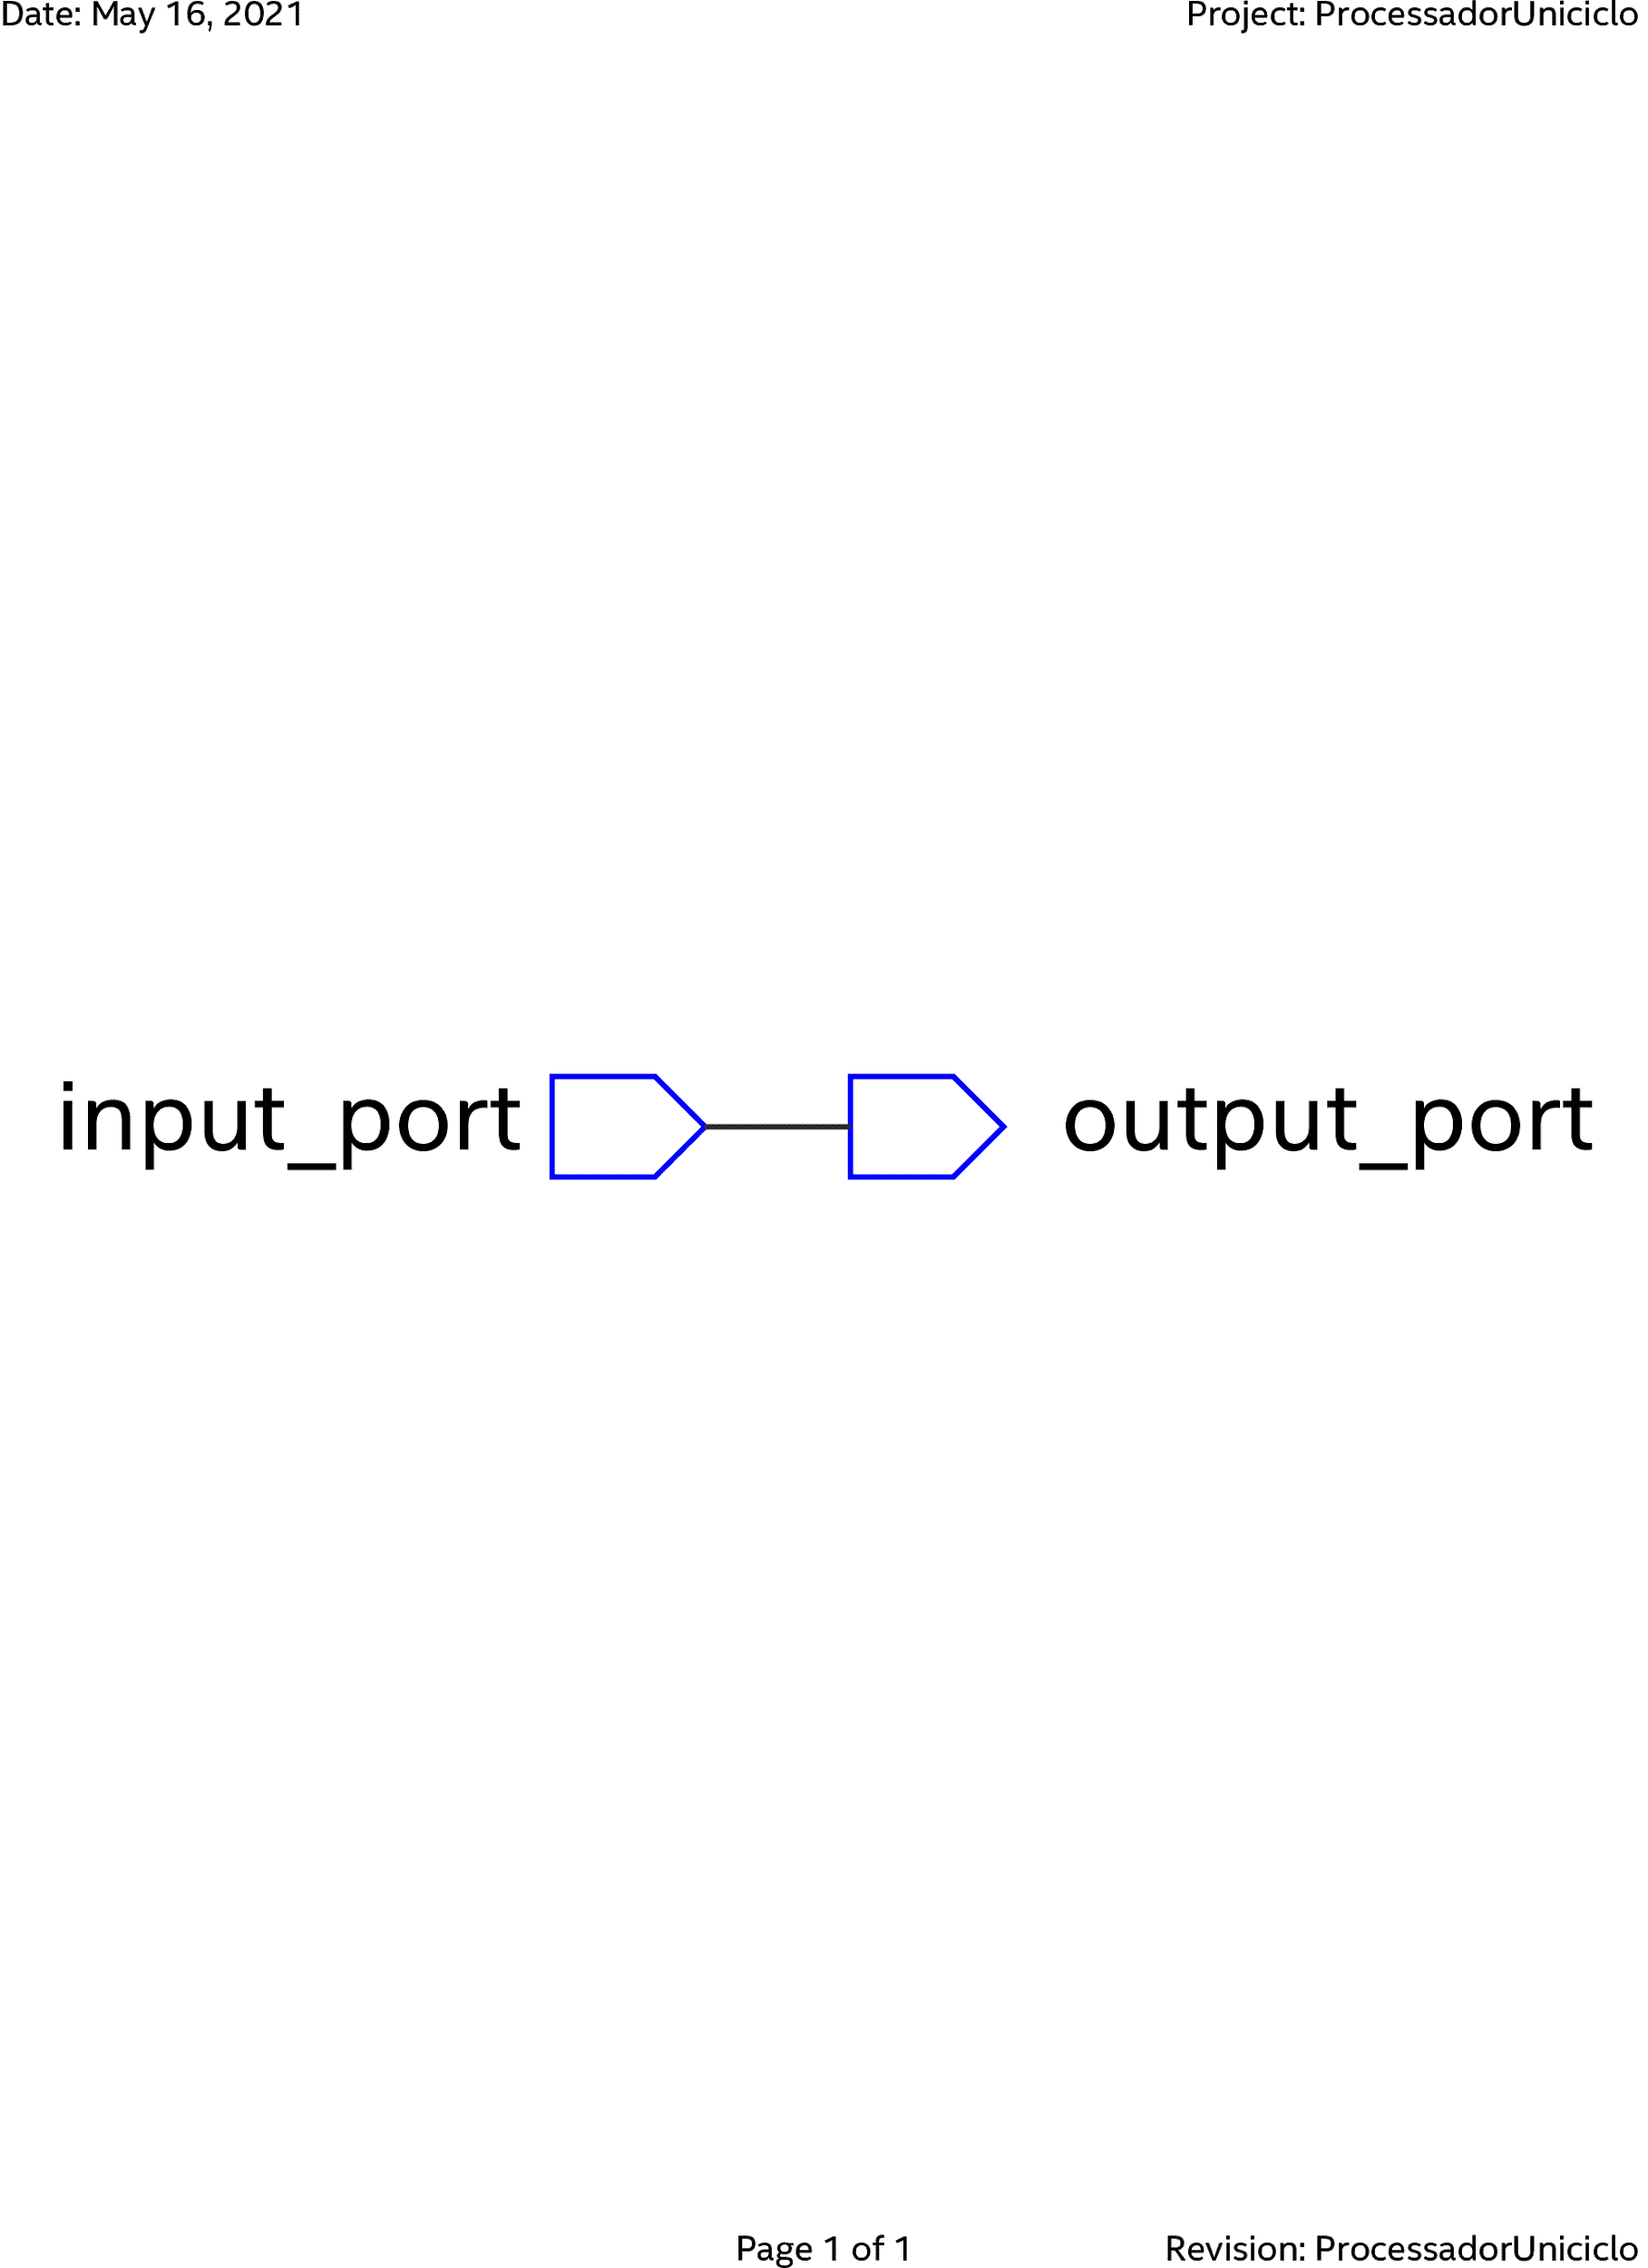 Date: May 16, 2021 Project: ProcessadorUniciclo
input_port output_port
Page 1 of 1 Revision: ProcessadorUniciclo